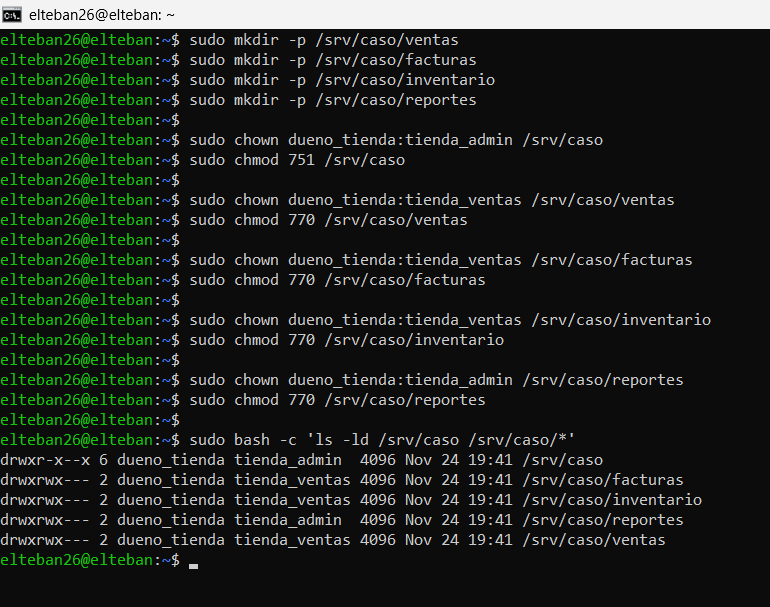 elteban26@elteban: ~
elteban26@elteban:~$ sudo mkdir -p /srv/caso/ventas
elteban26@elteban:~$ sudo mkdir -p /srv/caso/facturas
elteban26@elteban:~$ sudo mkdir -p /srv/caso/inventario
elteban26@elteban:~$ sudo mkdir -p /srv/caso/reportes
elteban26@elteban:~$
elteban26@elteban:~$ sudo chown dueno_tienda:tienda_admin /srv/caso
elteban26@elteban:~$ sudo chmod 751 /srv/caso
elteban26@elteban:~$
elteban26@elteban:~$ sudo chown dueno_tienda:tienda_ventas /srv/caso/ventas
elteban26@elteban:~$ sudo chmod 770 /srv/caso/ventas
elteban26@elteban:~$
elteban26@elteban:~$ sudo chown dueno_tienda:tienda_ventas /srv/caso/facturas
elteban26@elteban:~$ sudo chmod 770 /srv/caso/facturas
elteban26@elteban:~$
elteban26@elteban:~$ sudo chown dueno_tienda:tienda_ventas /srv/caso/inventario
elteban26@elteban:~$ sudo chmod 770 /srv/caso/inventario
elteban26@elteban:~$
elteban26@elteban:~$ sudo chown dueno_tienda:tienda_admin /srv/caso/reportes
elteban26@elteban:~$ sudo chmod 770 /srv/caso/reportes
elteban26@elteban:~$
elteban26@elteban:~$ sudo bash -c 'ls -ld /srv/caso /srv/caso/*'
drwxr-x--x 6 dueno_tienda tienda_admin  4096 Nov 24 19:41 /srv/caso
drwxrwx--- 2 dueno_tienda tienda_ventas 4096 Nov 24 19:41 /srv/caso/facturas
drwxrwx--- 2 dueno_tienda tienda_ventas 4096 Nov 24 19:41 /srv/caso/inventario
drwxrwx--- 2 dueno_tienda tienda_admin  4096 Nov 24 19:41 /srv/caso/reportes
drwxrwx--- 2 dueno_tienda tienda_ventas 4096 Nov 24 19:41 /srv/caso/ventas
elteban26@elteban:~$